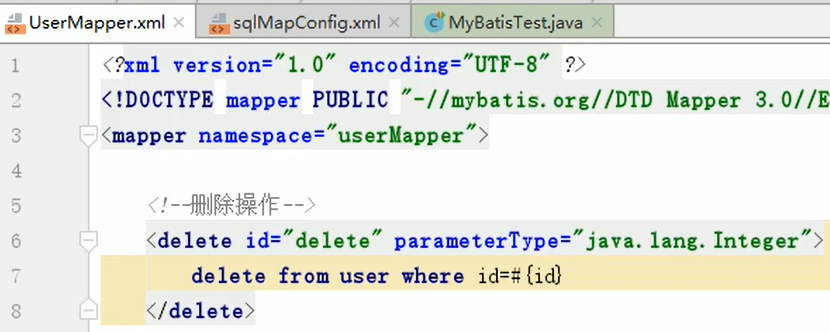 UserMapper.xml × sqlMapConfig.xml × MyBatisTest.java ×
1 <?xml version="1.0" encoding="UTF-8" ?>
2 <!DOCTYPE mapper PUBLIC "-//mybatis.org//DTD Mapper 3.0//E
3 <mapper namespace="userMapper">
4
5 <!--删除操作-->
6 <delete id="delete" parameterType="java.lang.Integer">
7 delete from user where id=#{id}
8 </delete>